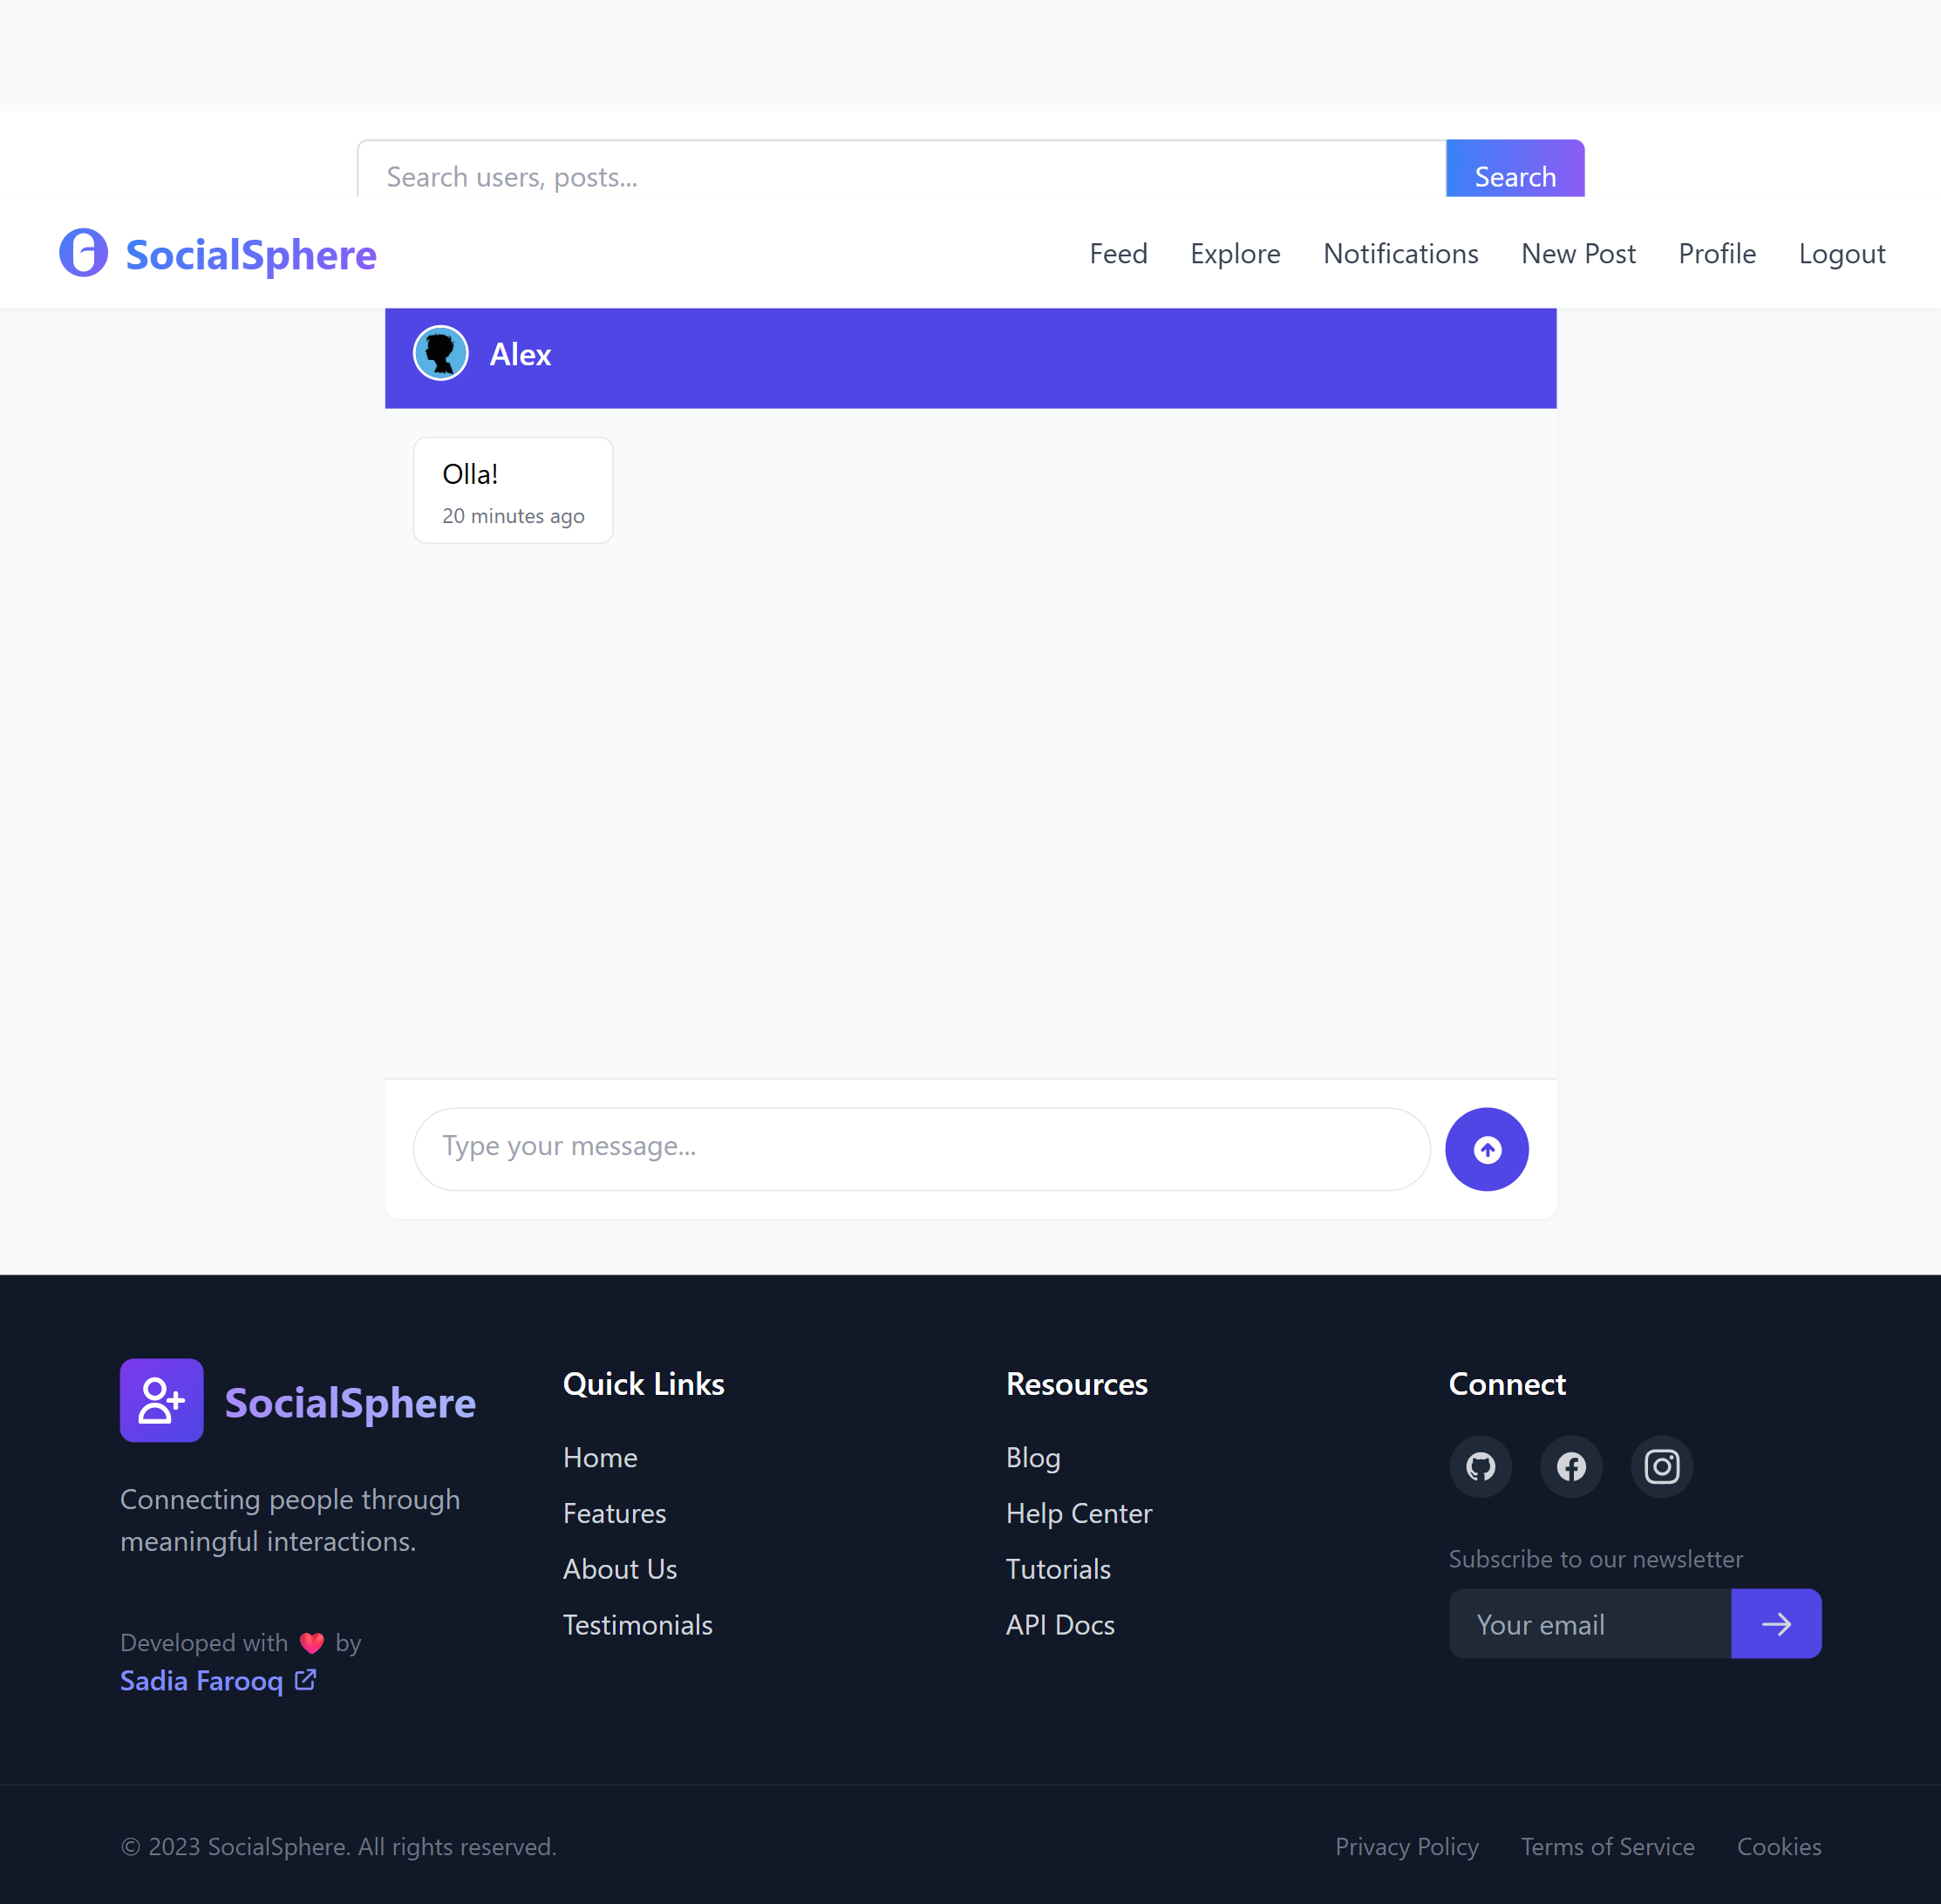 Search users, posts...
Search
SocialSphere
Feed
Explore
Notifications
New Post
Profile
Logout
Alex
Olla!
20 minutes ago
Type your message...
SocialSphere
Connecting people through
meaningful interactions.
Developed with ❤️ by
Sadia Farooq
Quick Links
Home
Features
About Us
Testimonials
Resources
Blog
Help Center
Tutorials
API Docs
Connect
Subscribe to our newsletter
Your email
© 2023 SocialSphere. All rights reserved.
Privacy Policy
Terms of Service
Cookies